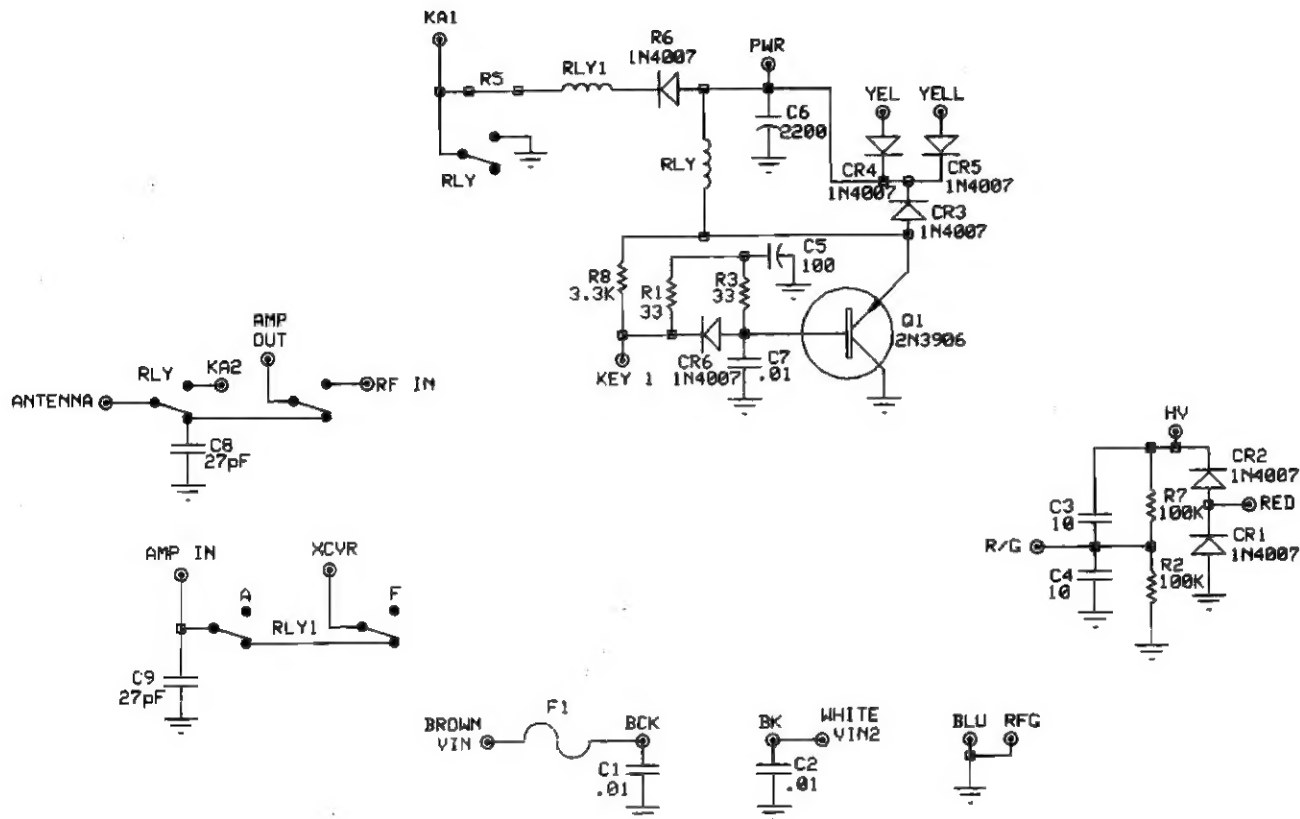 KA1
R5
RLY1
R6
1N4007
PWR
C6
2200
YEL
YELL
RLY
RLY
CR4
1N4007
CR5
1N4007
CR3
1N4007
C5
100
R8
3.3K
R1
33
R3
33
Q1
2N3906
KEY 1
CR6
1N4007
C7
.01
AMP
OUT
RLY
KA2
RF IN
ANTENNA
C8
27pF
HV
CR2
1N4007
R7
100K
RED
C3
10
R/G
CR1
1N4007
C4
10
R2
100K
AMP IN
XCVR
A
F
RLY1
C9
27pF
BROWN
VIN
F1
BCK
C1
.01
BK
WHITE
VIN2
C2
.01
BLU
RFG